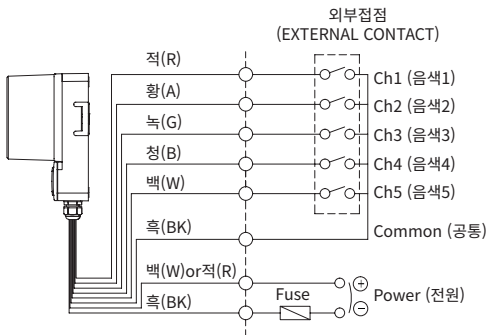 외부접점
(EXTERNAL CONTACT)
적(R)
Ch1 (음색1)
황(A)
Ch2 (음색2)
녹(G)
Ch3 (음색3)
청(B)
Ch4 (음색4)
백(W)
Ch5 (음색5)
흑(BK)
Common (공통)
백(W)or적(R)
Fuse
Power (전원)
흑(BK)